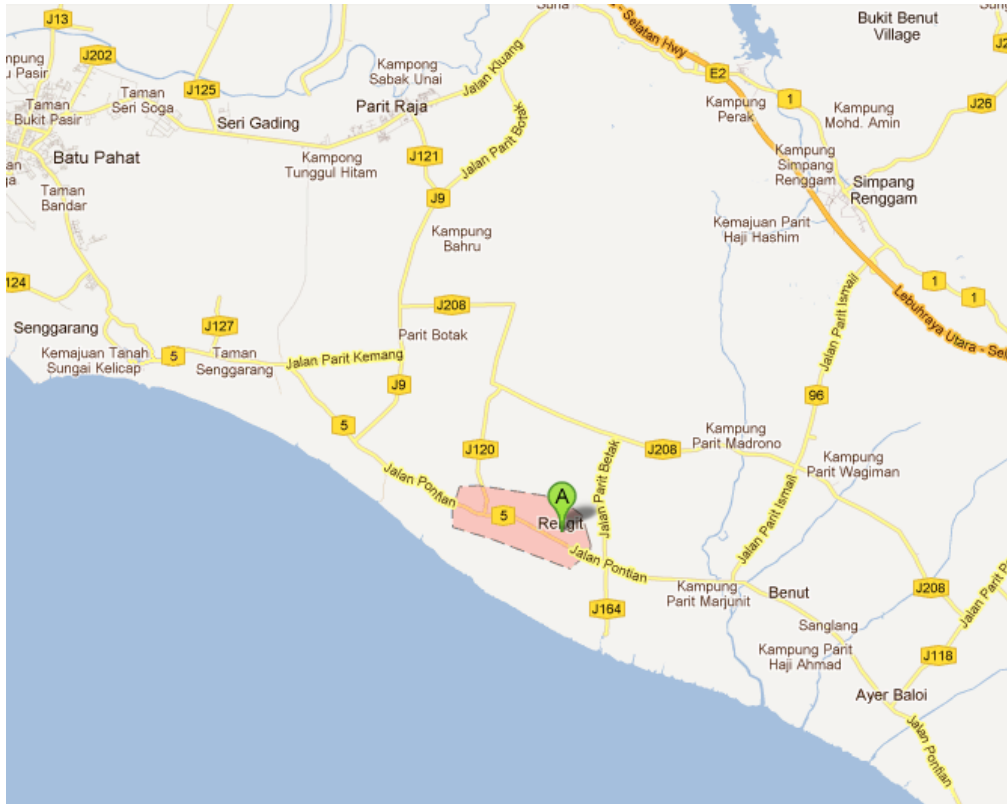 J13
J202
J125
Taman
Bukit Pasir
Taman
Seri Soga
Seri Gading
Batu Pahat
Taman
Bandar
Kampong
Sabak Unai
Parit Raja
Jalan Kluang
Kampong
Tunggul Hitam
J121
Jalan Parit Botak
J9
Kampung
Bahru
- Selatan Hwy
E2
1
Kampung
Perak
Bukit Benut
Village
J26
Kampung
Mohd. Amin
Kampung
Simpang
Renggam
Simpang
Renggam
Kemajuan Parit
Haji Hashim
1
1
Lebuhraya Utara - Sel
124
Senggarang
Kemajuan Tanah
Sungai Kelicap
5
J127
Taman
Senggarang
Jalan Parit Kemang
J208
Parit Botak
J9
5
J120
Jalan Pontian
5
A
Rengit
Jalan Parit Betak
J208
Kampung
Parit Madrono
Jalan Parit Ismail
96
Kampung
Parit Wagiman
Jalan Parit Ismail
Jalan Pontian
J164
Kampung
Parit Marjunit
Benut
Sanglang
Kampung Parit
Haji Ahmad
J208
Jalan Parit
J118
Ayer Baloi
Jalan Pontian